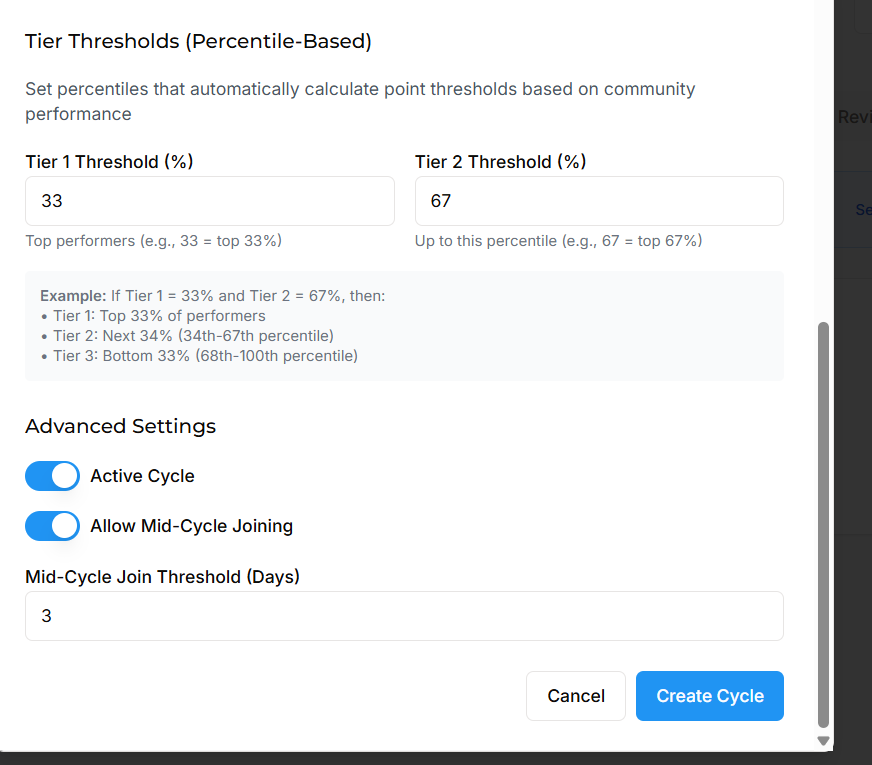 Tier Thresholds (Percentile-Based)
Set percentiles that automatically calculate point thresholds based on community
performance
Tier 1 Threshold (%)
Tier 2 Threshold (%)
33
67
Top performers (e.g., 33 = top 33%)
Up to this percentile (e.g., 67 = top 67%)
Example: If Tier 1 = 33% and Tier 2 = 67%, then:
• Tier 1: Top 33% of performers
• Tier 2: Next 34% (34th-67th percentile)
• Tier 3: Bottom 33% (68th-100th percentile)
Advanced Settings
Active Cycle
Allow Mid-Cycle Joining
Mid-Cycle Join Threshold (Days)
3
Cancel
Create Cycle